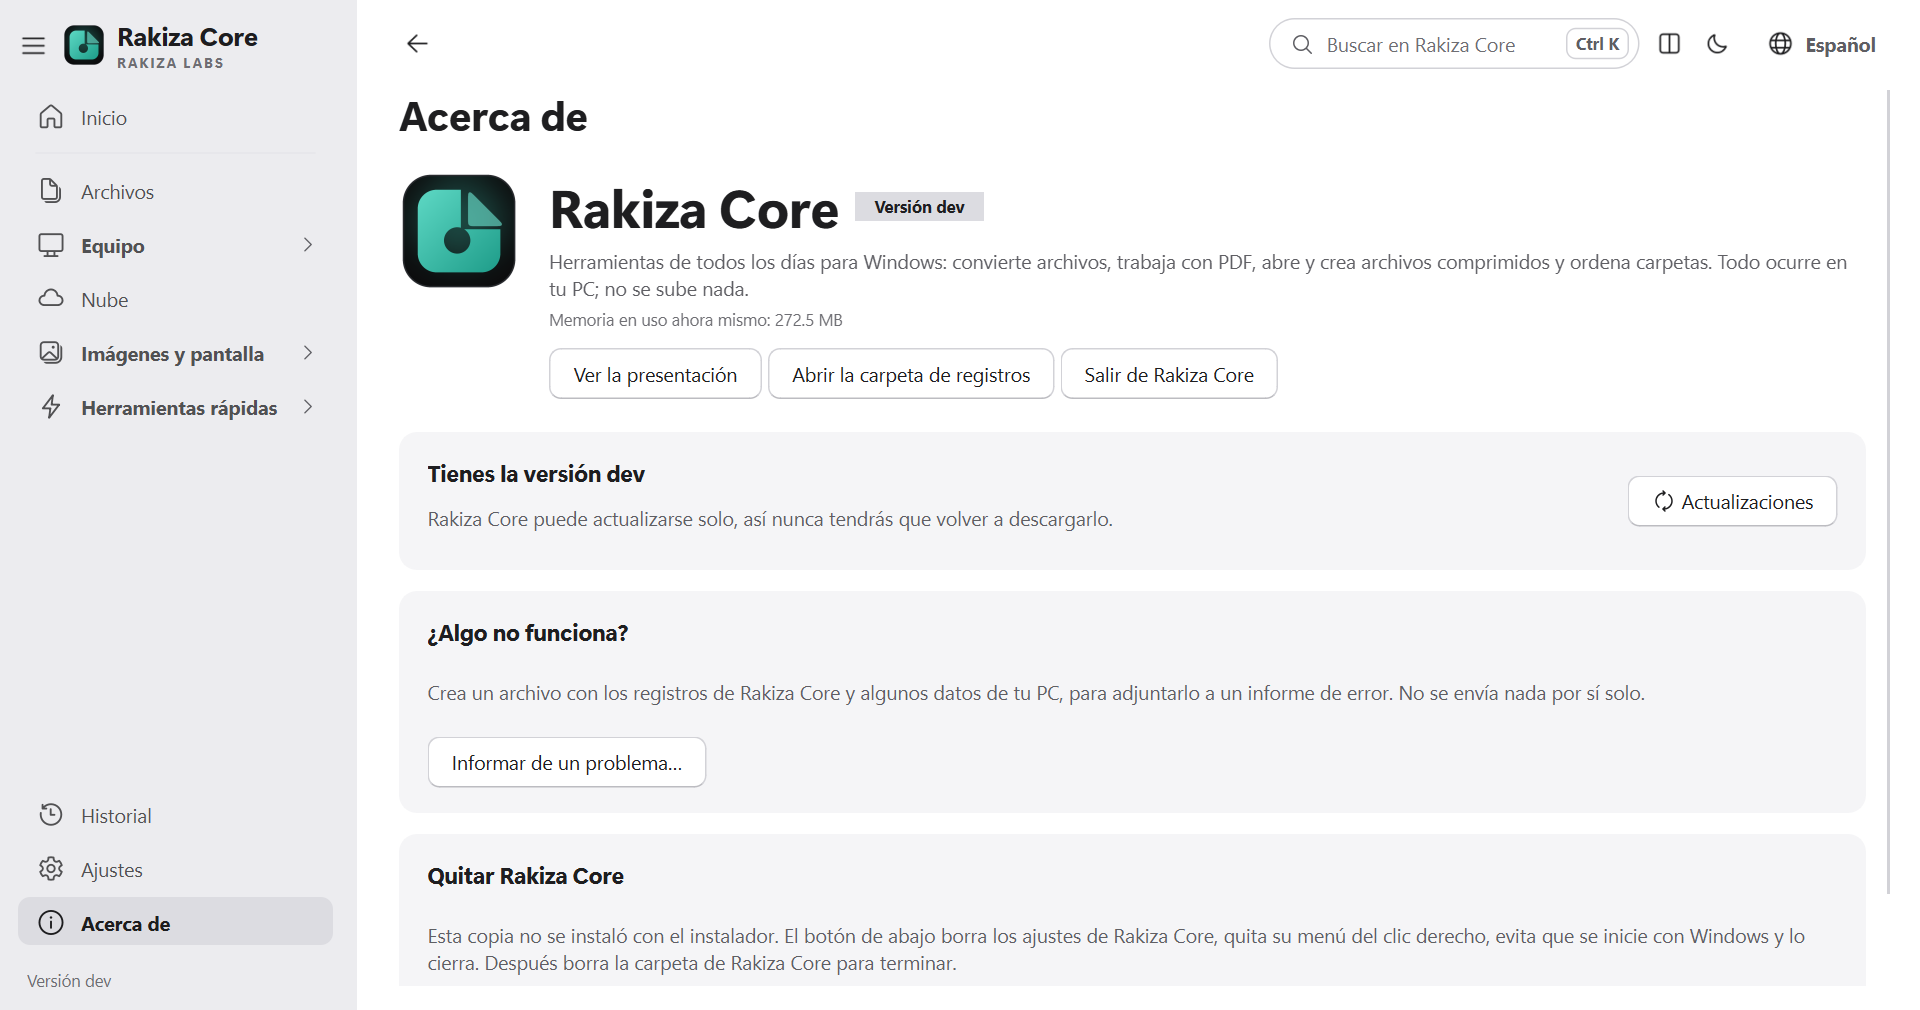 Rakiza Core
RAKIZA LABS
Inicio
Archivos
Equipo
Nube
Imágenes y pantalla
Herramientas rápidas
Historial
Ajustes
Acerca de
Versión dev
Buscar en Rakiza Core
Ctrl K
Español
Acerca de
Rakiza Core
Versión dev
Herramientas de todos los días para Windows: convierte archivos, trabaja con PDF, abre y crea archivos comprimidos y ordena carpetas. Todo ocurre en
tu PC; no se sube nada.
Memoria en uso ahora mismo: 272.5 MB
Ver la presentación
Abrir la carpeta de registros
Salir de Rakiza Core
Tienes la versión dev
Rakiza Core puede actualizarse solo, así nunca tendrás que volver a descargarlo.
Actualizaciones
¿Algo no funciona?
Crea un archivo con los registros de Rakiza Core y algunos datos de tu PC, para adjuntarlo a un informe de error. No se envía nada por sí solo.
Informar de un problema...
Quitar Rakiza Core
Esta copia no se instaló con el instalador. El botón de abajo borra los ajustes de Rakiza Core, quita su menú del clic derecho, evita que se inicie con Windows y lo
cierra. Después borra la carpeta de Rakiza Core para terminar.